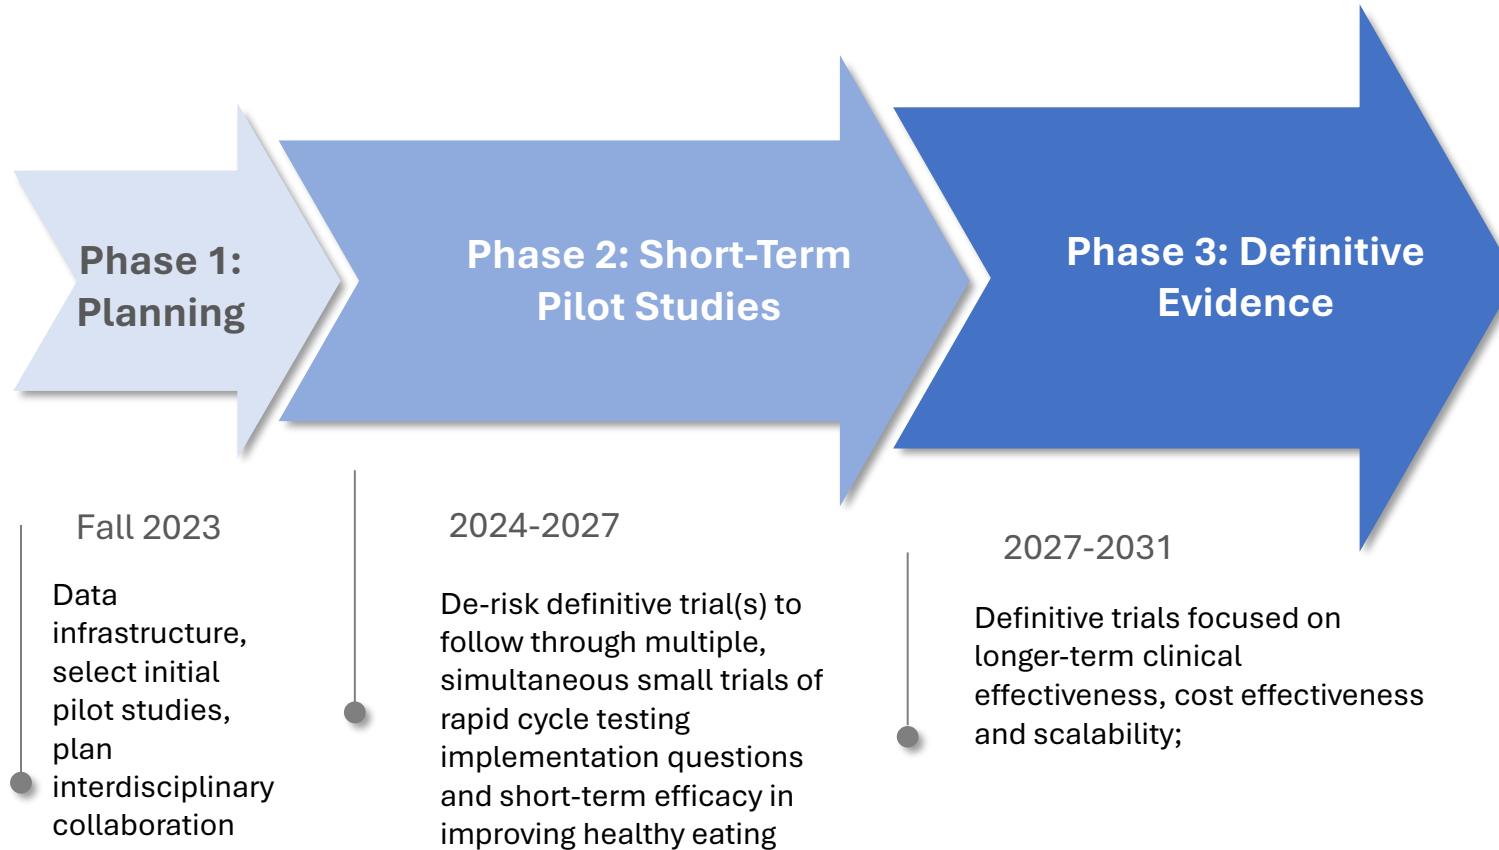 Phase 1:
Planning
Phase 2: Short-Term
Pilot Studies
Phase 3: Definitive
Evidence
Fall 2023
Data
infrastructure,
select initial
pilot studies,
plan
interdisciplinary
collaboration
2024-2027
De-risk definitive trial(s) to
follow through multiple,
simultaneous small trials of
rapid cycle testing
implementation questions
and short-term efficacy in
improving healthy eating
2027-2031
Definitive trials focused on
longer-term clinical
effectiveness, cost effectiveness
and scalability;